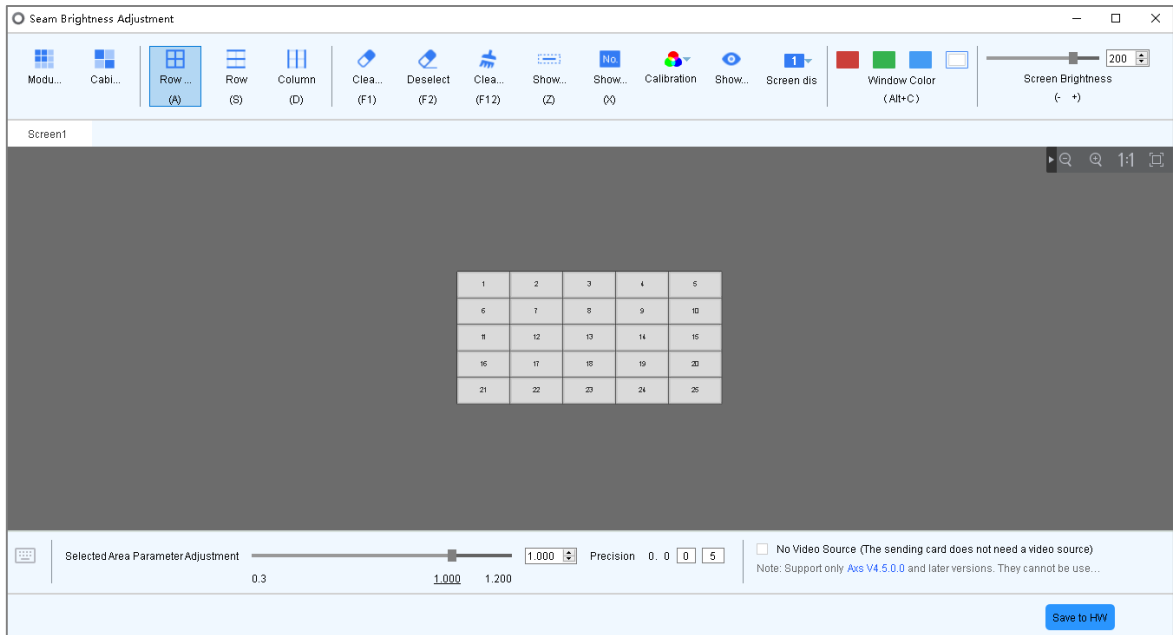 Seam Brightness Adjustment
Modu... Cabi... Row ... Row Column Clea... Deselect Clea... Show... No. Show... Calibration Show... 1 Screen dis Window Color 200 Screen Brightness
(A) (S) (D) (F1) (F2) (F12) (Z) (X) (Alt+C) (- +)
Screen1
1:1
1 2 3 4 5
6 7 8 9 10
11 12 13 14 15
16 17 18 19 20
21 22 23 24 25
Selected Area Parameter Adjustment 1.000 Precision 0. 0 0 5 No Video Source (The sending card does not need a video source)
0.3 1.000 1.200 Note: Support only Axs V4.5.0.0 and later versions. They cannot be use...
Save to HW